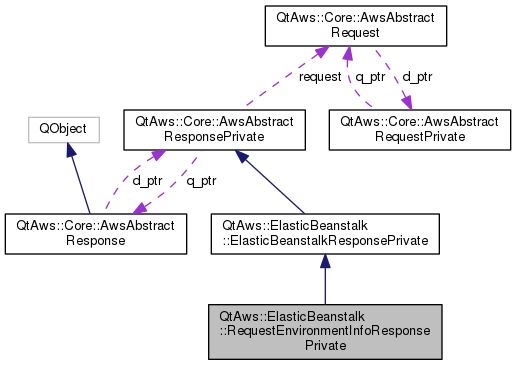 QtAws::Core::AwsAbstract
Request
request
q_ptr
d_ptr
QObject
QtAws::Core::AwsAbstract
ResponsePrivate
QtAws::Core::AwsAbstract
RequestPrivate
d_ptr
q_ptr
QtAws::Core::AwsAbstract
Response
QtAws::ElasticBeanstalk
::ElasticBeanstalkResponsePrivate
QtAws::ElasticBeanstalk
::RequestEnvironmentInfoResponse
Private